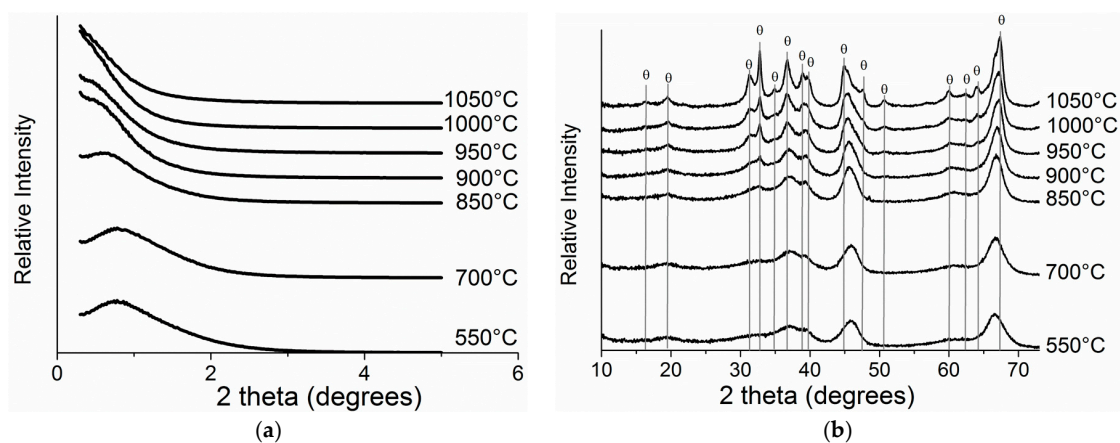 Relative Intensity
1050°C
1000°C
950°C
900°C
850°C
700°C
550°C
0 2 4 6
2 theta (degrees)
(a)
Relative Intensity
θ θ θ θ θ θ θ θ θ θ θ θ θ θ θ
1050°C
1000°C
950°C
900°C
850°C
700°C
550°C
10 20 30 40 50 60 70
2 theta (degrees)
(b)